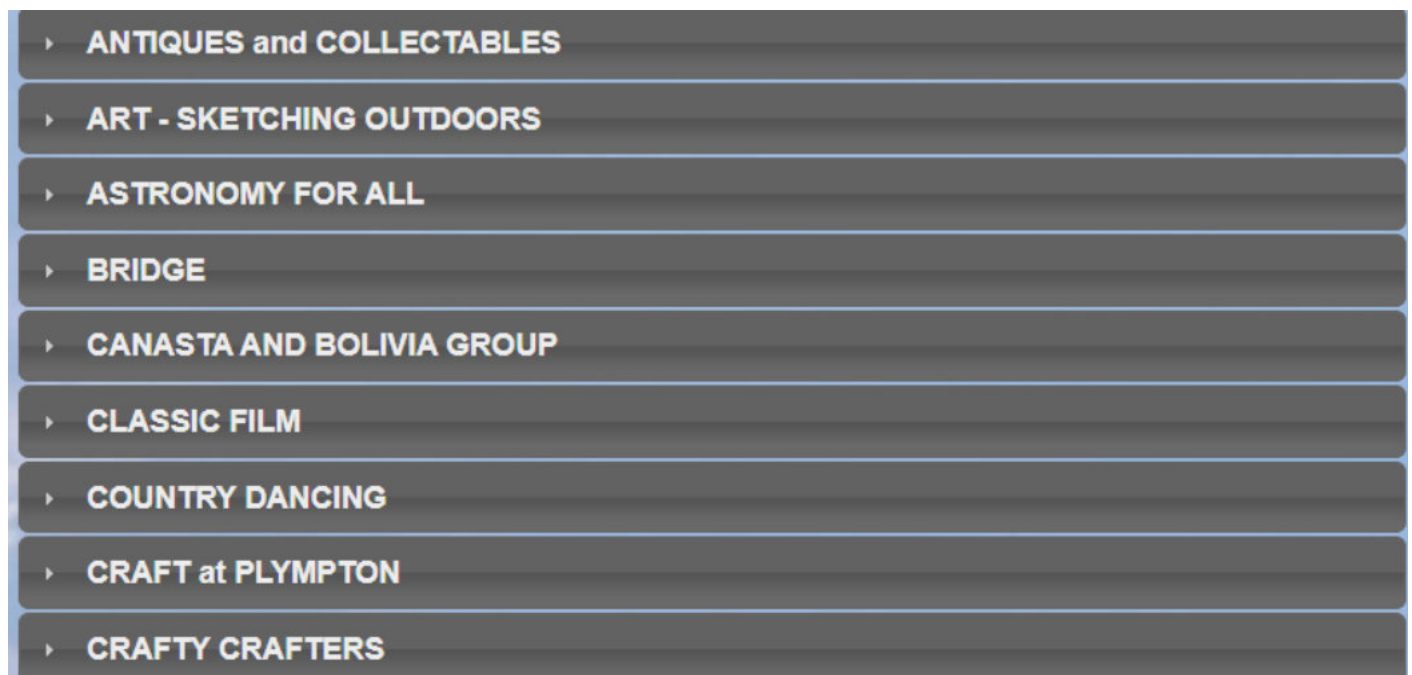 ANTIQUES and COLLECTABLES
ART - SKETCHING OUTDOORS
ASTRONOMY FOR ALL
BRIDGE
CANASTA AND BOLIVIA GROUP
CLASSIC FILM
COUNTRY DANCING
CRAFT at PLYMPTON
CRAFTY CRAFTERS